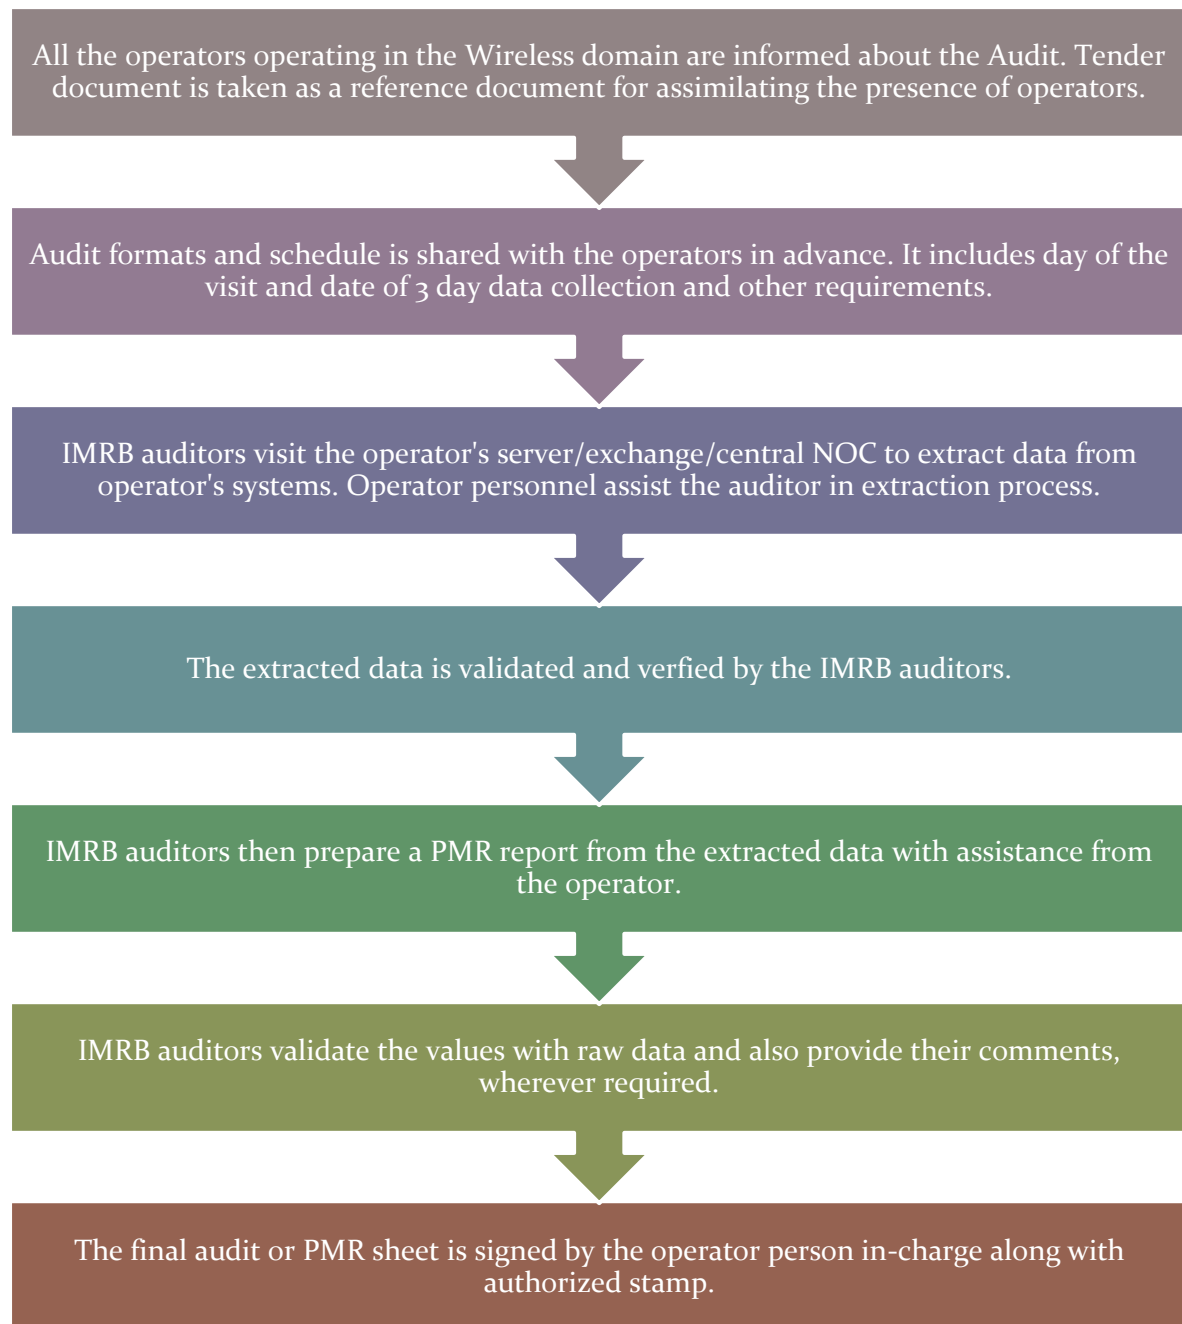 All the operators operating in the Wireless domain are informed about the Audit. Tender
document is taken as a reference document for assimilating the presence of operators.
Audit formats and schedule is shared with the operators in advance. It includes day of the
visit and date of 3 day data collection and other requirements.
IMRB auditors visit the operator's server/exchange/central NOC to extract data from
operator's systems. Operator personnel assist the auditor in extraction process.
The extracted data is validated and verfied by the IMRB auditors.
IMRB auditors then prepare a PMR report from the extracted data with assistance from
the operator.
IMRB auditors validate the values with raw data and also provide their comments,
wherever required.
The final audit or PMR sheet is signed by the operator person in-charge along with
authorized stamp.